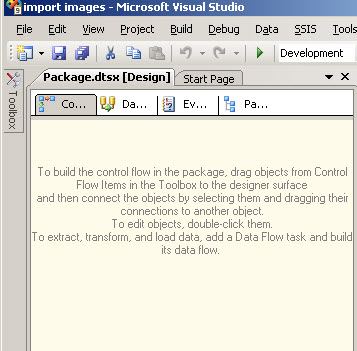 import images - Microsoft Visual Studio
File Edit View Project Build Debug Data SSIS Tools
Development
Package.dtsx [Design] Start Page
Co... Da... Ev... Pa...
Toolbox
To build the control flow in the package, drag objects from Control
Flow Items in the Toolbox to the designer surface
and then connect the objects by selecting them and dragging their
connections to another object.
To edit objects, double-click them.
To extract, transform, and load data, add a Data Flow task and build
its data flow.